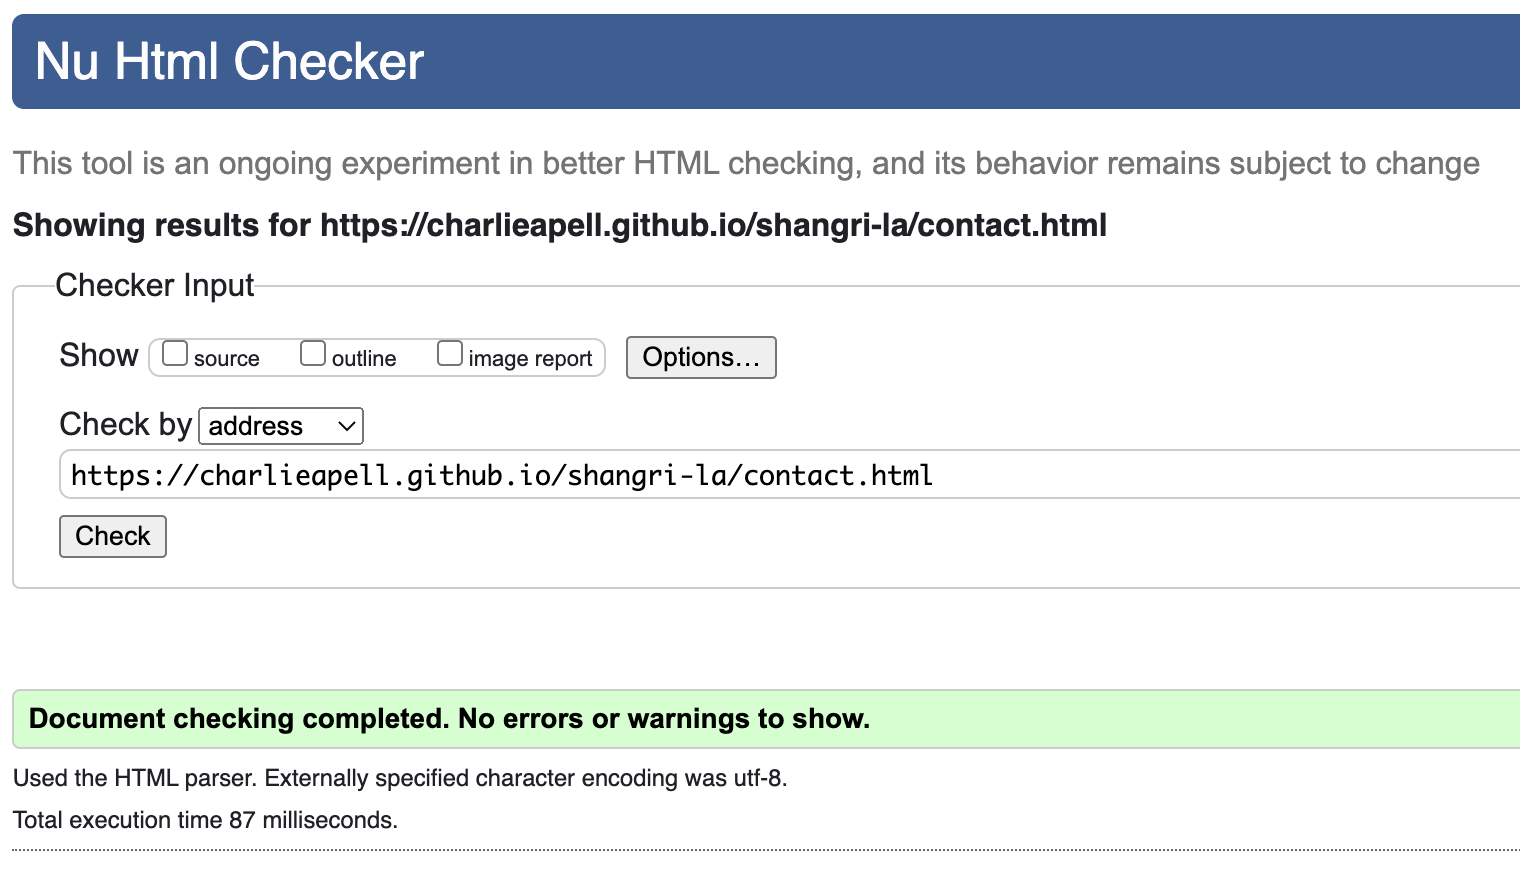 Nu Html Checker
This tool is an ongoing experiment in better HTML checking, and its behavior remains subject to change
Showing results for https://charlieapell.github.io/shangri-la/contact.html
Checker Input
Show source outline image report Options...
Check by address
https://charlieapell.github.io/shangri-la/contact.html
Check
Document checking completed. No errors or warnings to show.
Used the HTML parser. Externally specified character encoding was utf-8.
Total execution time 87 milliseconds.